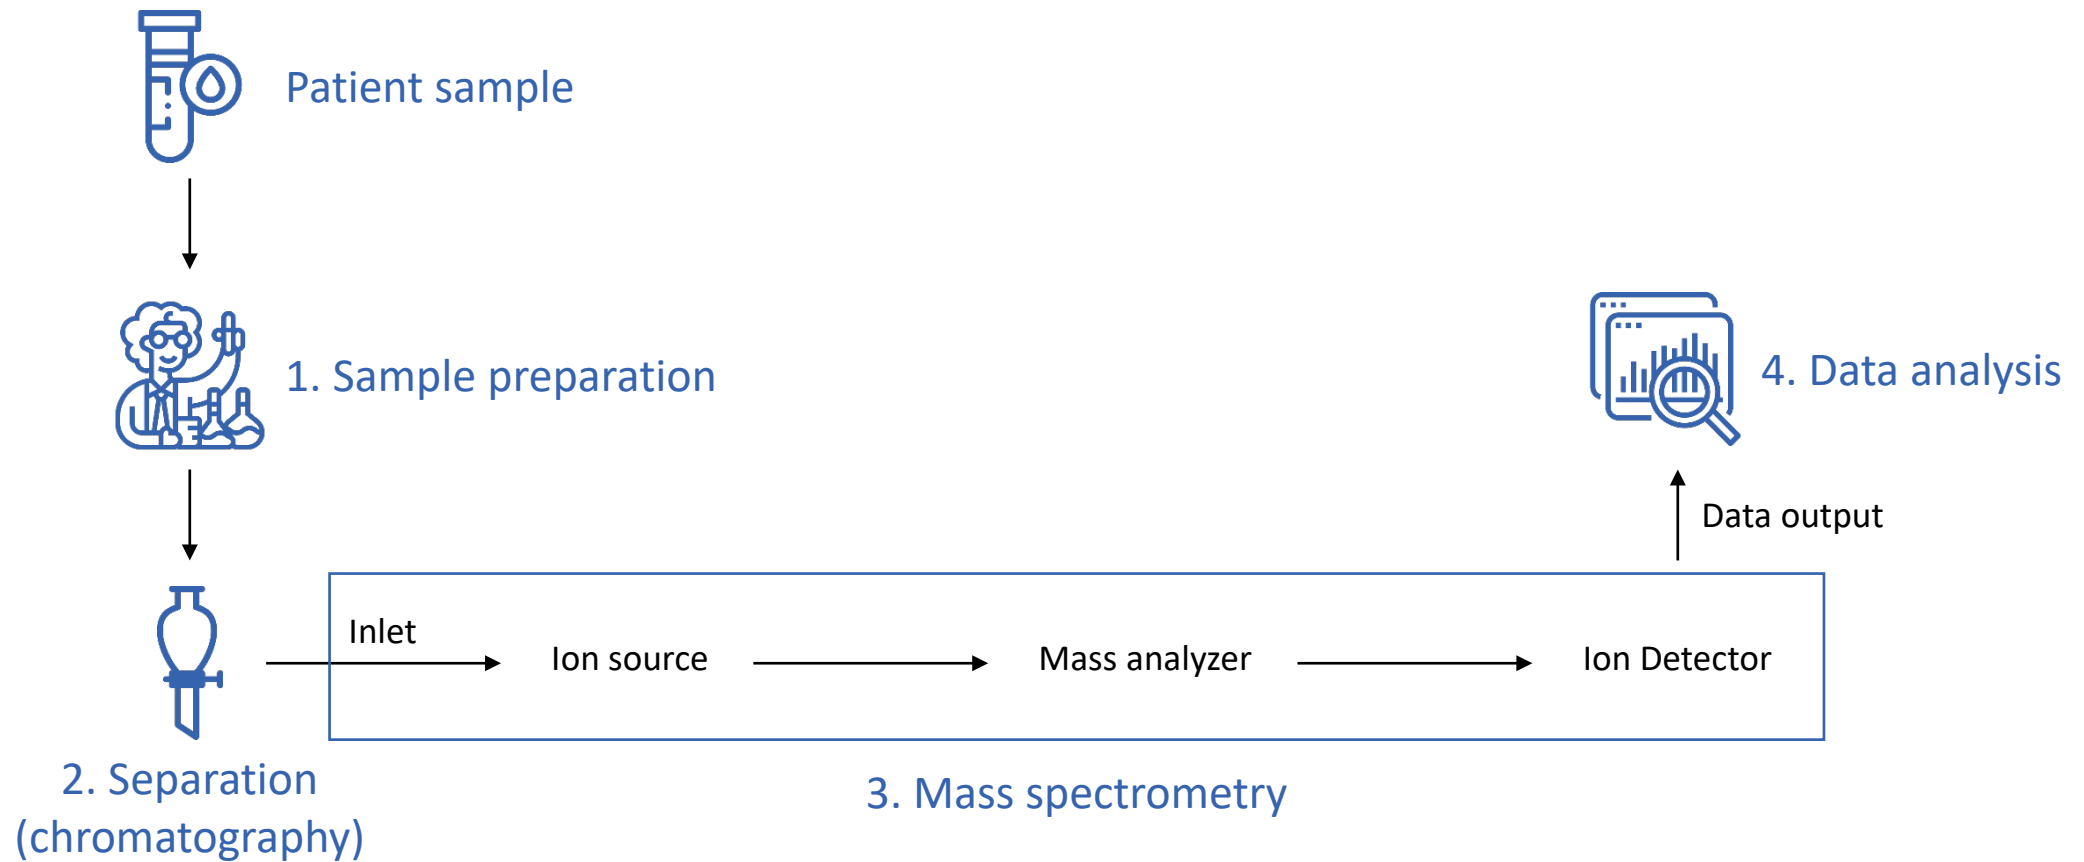 Patient sample
1. Sample preparation
2. Separation
(chromatography)
Inlet
Ion source
Mass analyzer
Ion Detector
3. Mass spectrometry
Data output
4. Data analysis